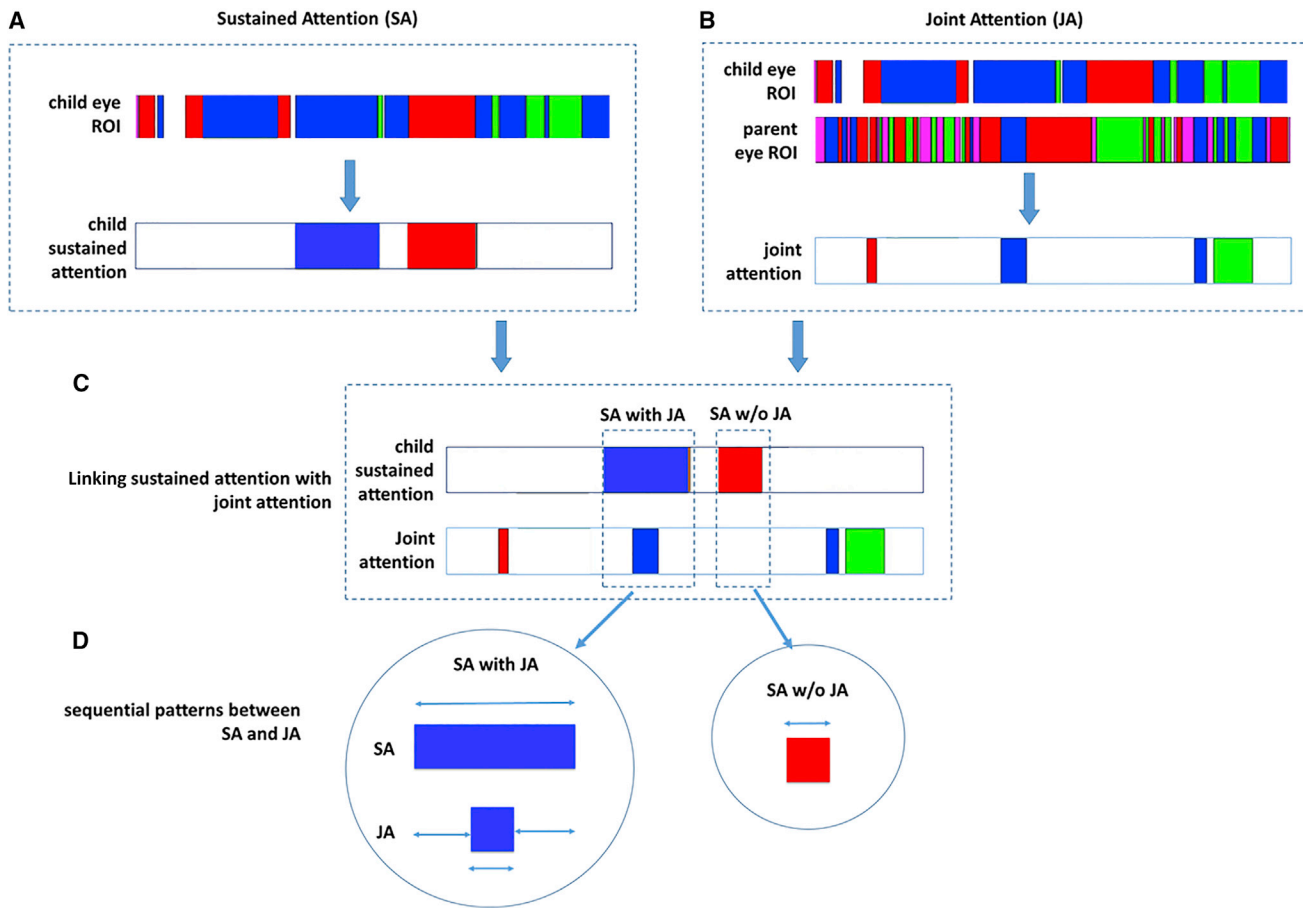 A
Sustained Attention (SA)
child eye
ROI
child
sustained
attention
B
Joint Attention (JA)
child eye
ROI
parent
eye ROI
joint
attention
C
Linking sustained attention with
joint attention
SA with JA
SA w/o JA
child
sustained
attention
Joint
attention
D
sequential patterns between
SA and JA
SA with JA
SA
JA
SA w/o JA